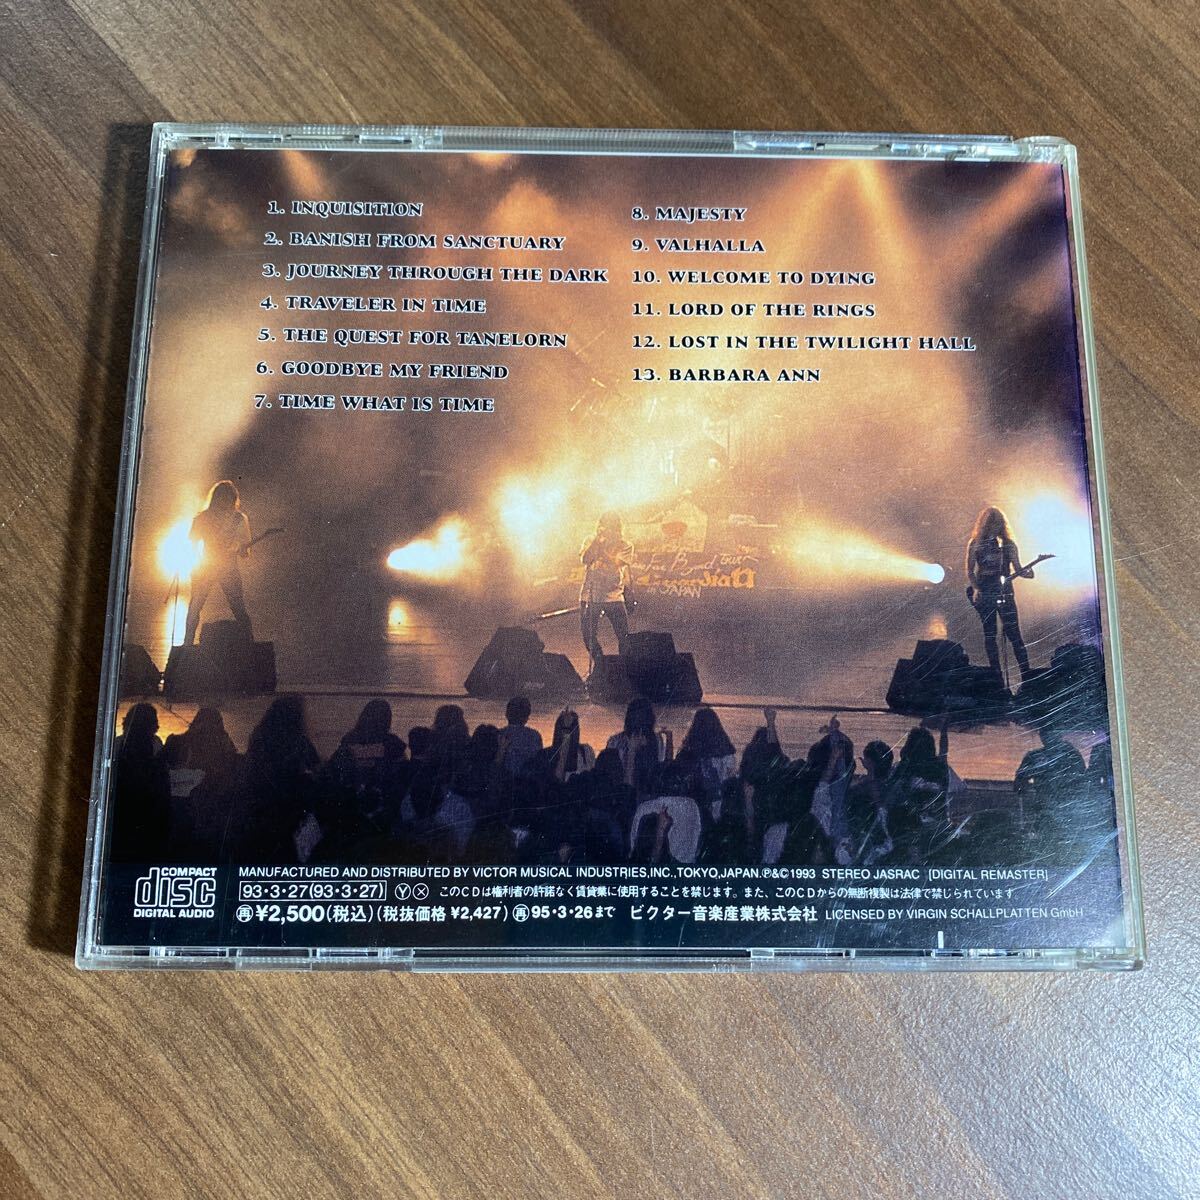 1. INQUISITION
2. BANISH FROM SANCTUARY
3. JOURNEY THROUGH THE DARK
4. TRAVELER IN TIME
5. THE QUEST FOR TANELORN
6. GOODBYE MY FRIEND
7. TIME WHAT IS TIME
8. MAJESTY
9. VALHALLA
10. WELCOME TO DYING
11. LORD OF THE RINGS
12. LOST IN THE TWILIGHT HALL
13. BARBARA ANN
Beyond Tour
Guardian
in JAPAN
COMPACT
disc
DIGITAL AUDIO
MANUFACTURED AND DISTRIBUTED BY VICTOR MUSICAL INDUSTRIES, INC., TOKYO, JAPAN. ℗&©1993 STEREO JASRAC [DIGITAL REMASTER]
93・3・27(93・3・27) Ⓨ ⊗ このCDは権利者の許諾なく賃貸業に使用することを禁じます。また、このCDからの無断複製は法律で禁じられています
㊢¥2,500(税込)(税抜価格 ¥2,427) 再95・3・26まで ビクター音楽産業株式会社 LICENSED BY VIRGIN SCHALLPLATTEN GmbH